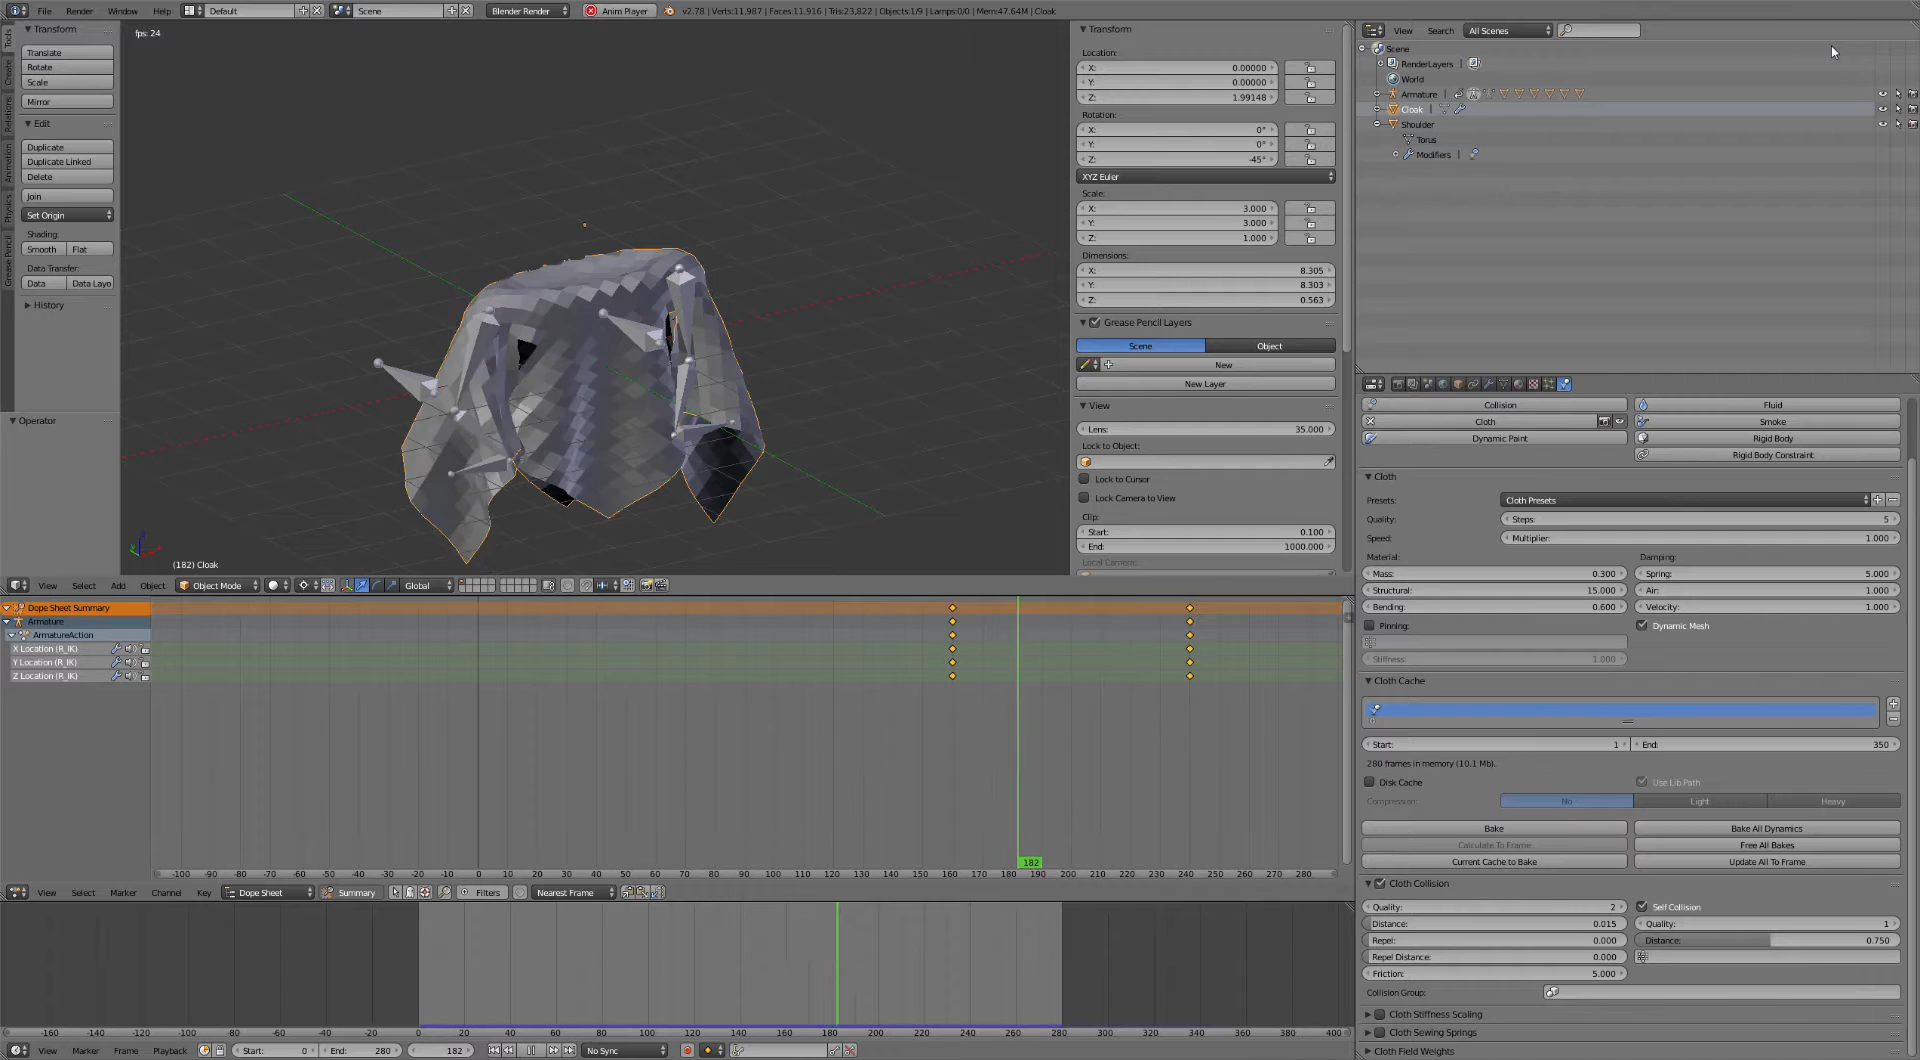 File Render Window Help Default Scene Blender Render Anim Player v2.78 | Verts:11,987 | Faces:11,916 | Tris:23,822 | Objects:1/9 | Lamps:0/0 | Mem:47.64M | Cloak
Tools
Create
Relations
Animation
Physics
Grease Pencil
Transform
Translate
Rotate
Scale
Mirror
Edit
Duplicate
Duplicate Linked
Delete
Join
Set Origin
Shading:
Smooth Flat
Data Transfer:
Data Data Layo
History
Operator
fps: 24
(182) Cloak
View Select Add Object Object Mode Global
Transform
Location:
X: 0.00000
Y: 0.00000
Z: 1.99148
Rotation:
X: 0°
Y: 0°
Z: -45°
XYZ Euler
Scale:
X: 3.000
Y: 3.000
Z: 1.000
Dimensions:
X: 8.305
Y: 8.303
Z: 0.563
Grease Pencil Layers
Scene Object
New
New Layer
View
Lens: 35.000
Lock to Object:
Lock to Cursor
Lock Camera to View
Clip:
Start: 0.100
End: 1000.000
Local Camera:
View Search All Scenes
Scene
RenderLayers
World
Armature
Cloak
Shoulder
Torus
Modifiers
Collision Fluid
Cloth Smoke
Dynamic Paint Rigid Body
Rigid Body Constraint
Cloth
Presets: Cloth Presets
Quality: Steps: 5
Speed: Multiplier: 1.000
Material: Damping:
Mass: 0.300 Spring: 5.000
Structural: 15.000 Air: 1.000
Bending: 0.600 Velocity: 1.000
Pinning: Dynamic Mesh
Stiffness: 1.000
Cloth Cache
Start: 1 End: 350
280 frames in memory (10.1 Mb).
Disk Cache Use Lib Path
Compression: No Light Heavy
Bake Bake All Dynamics
Calculate To Frame Free All Bakes
Current Cache to Bake Update All To Frame
Cloth Collision
Quality: 2 Self Collision
Distance: 0.015 Quality: 1
Repel: 0.000 Distance: 0.750
Repel Distance: 0.000
Friction: 5.000
Collision Group:
Cloth Stiffness Scaling
Cloth Sewing Springs
Cloth Field Weights
Dope Sheet Summary
Armature
ArmatureAction
X Location (R_IK)
Y Location (R_IK)
Z Location (R_IK)
182
-100 -90 -80 -70 -60 -50 -40 -30 -20 -10 0 10 20 30 40 50 60 70 80 90 100 110 120 130 140 150 160 170 180 190 200 210 220 230 240 250 260 270 280
View Select Marker Channel Key Dope Sheet Summary Filters Nearest Frame
-160 -140 -120 -100 -80 -60 -40 -20 0 20 40 60 80 100 120 140 160 180 200 220 240 260 280 300 320 340 360 380 400
View Marker Frame Playback Start: 0 End: 280 182 No Sync